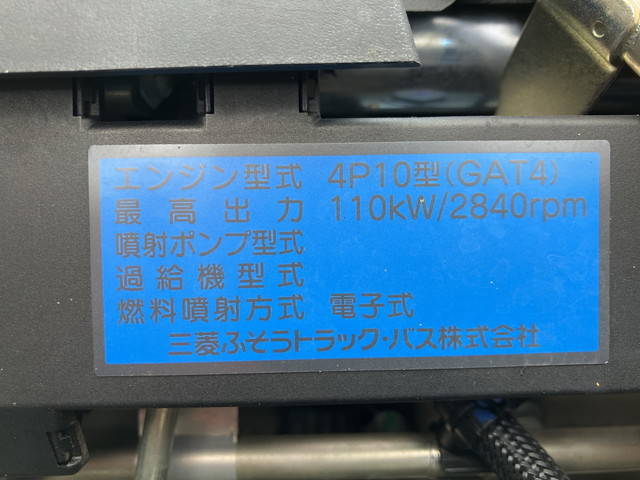 エンジン型式 4P10型(GAT4)
最高出力 110kW/2840rpm
噴射ポンプ型式
過給機型式
燃料噴射方式 電子式
三菱ふそうトラック・バス株式会社